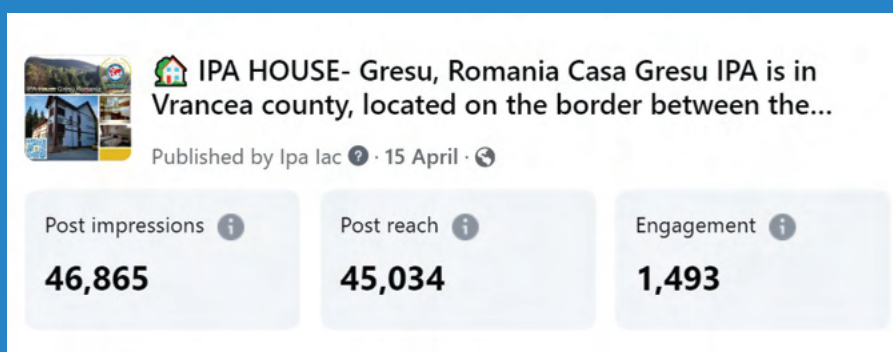 🏠 IPA HOUSE- Gresu, Romania Casa Gresu IPA is in
Vrancea county, located on the border between the...
Published by Ipa Iac · 15 April ·
Post impressions
46,865
Post reach
45,034
Engagement
1,493